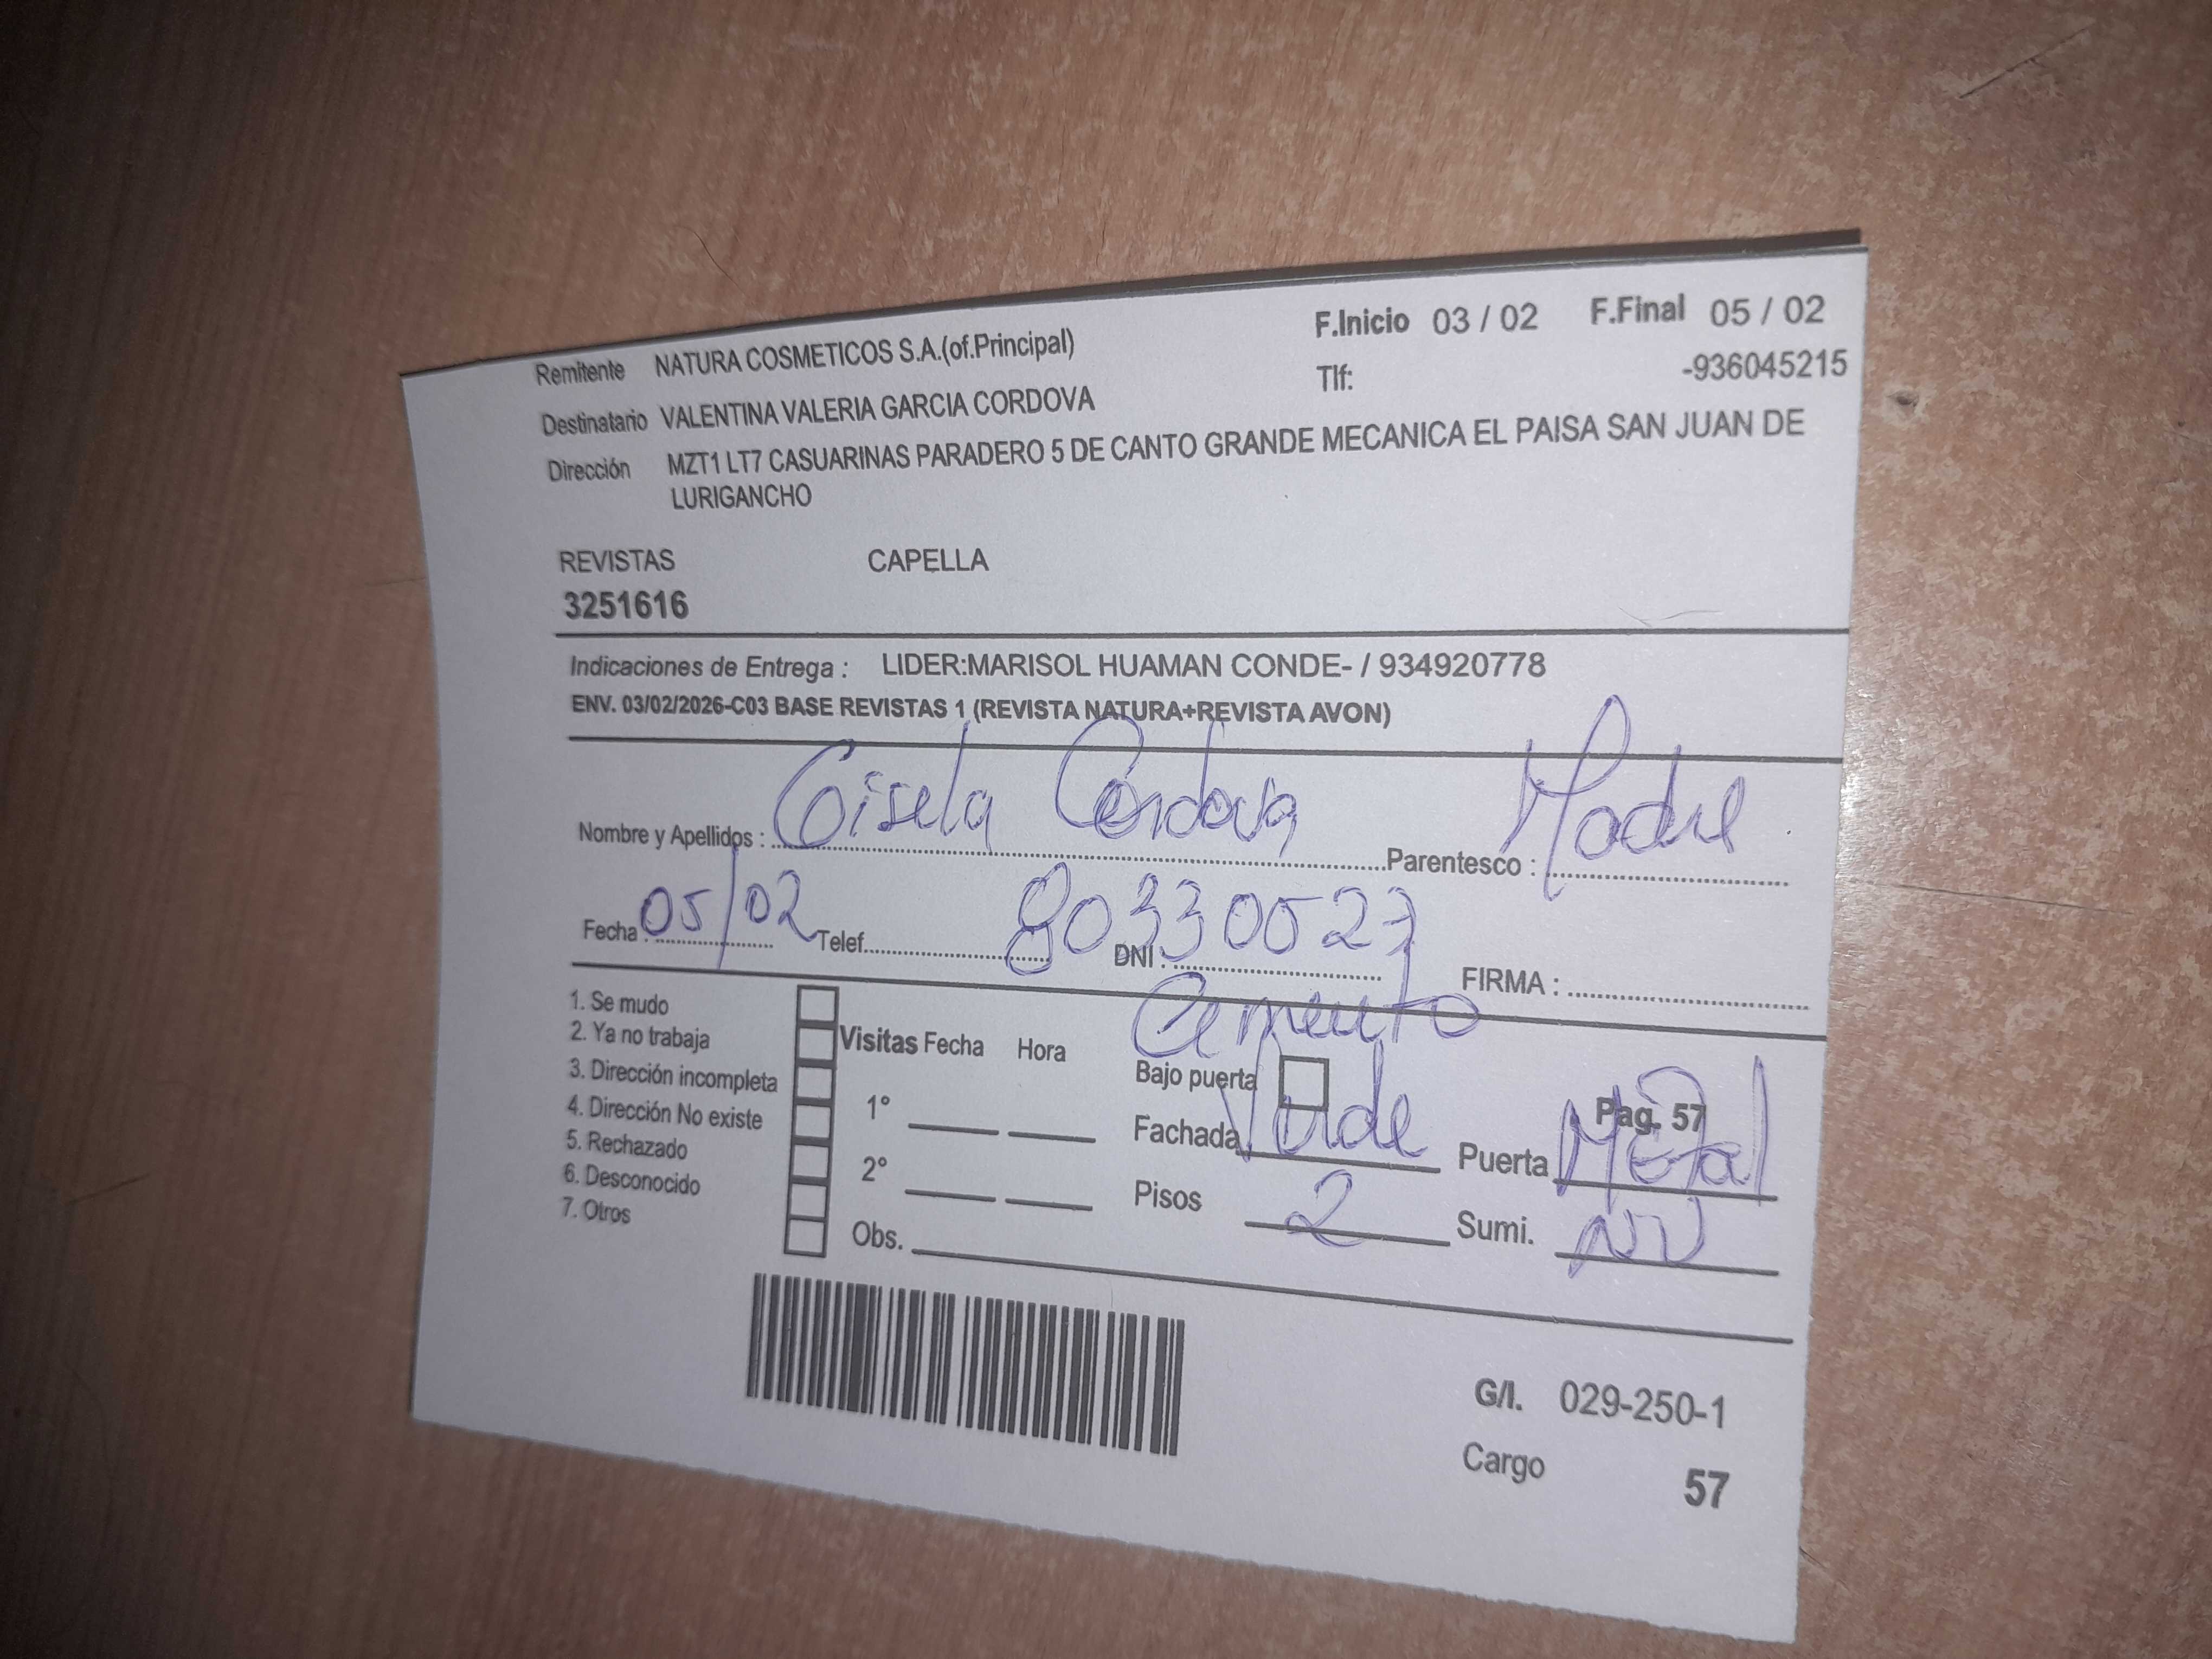 Remitente NATURA COSMETICOS S.A.(of.Principal) F.Inicio 03 / 02 F.Final 05 / 02
Tlf: -936045215
Destinatario VALENTINA VALERIA GARCIA CORDOVA
Dirección MZT1 LT7 CASUARINAS PARADERO 5 DE CANTO GRANDE MECANICA EL PAISA SAN JUAN DE
LURIGANCHO
REVISTAS CAPELLA
3251616
Indicaciones de Entrega : LIDER:MARISOL HUAMAN CONDE- / 934920778
ENV. 03/02/2026-C03 BASE REVISTAS 1 (REVISTA NATURA+REVISTA AVON)
Nombre y Apellidos : Gisela Cordova Parentesco : Madre
Fecha : 05/02 Telef. DNI : 80330527 FIRMA :
Cemento
1. Se mudo
2. Ya no trabaja
3. Dirección incompleta
4. Dirección No existe
5. Rechazado
6. Desconocido
7. Otros
Visitas Fecha Hora
1°
2°
Obs.
Bajo puerta Pag. 57
Fachada Verde Puerta Metal
Pisos 2 Sumi.
G/I. 029-250-1
Cargo 57